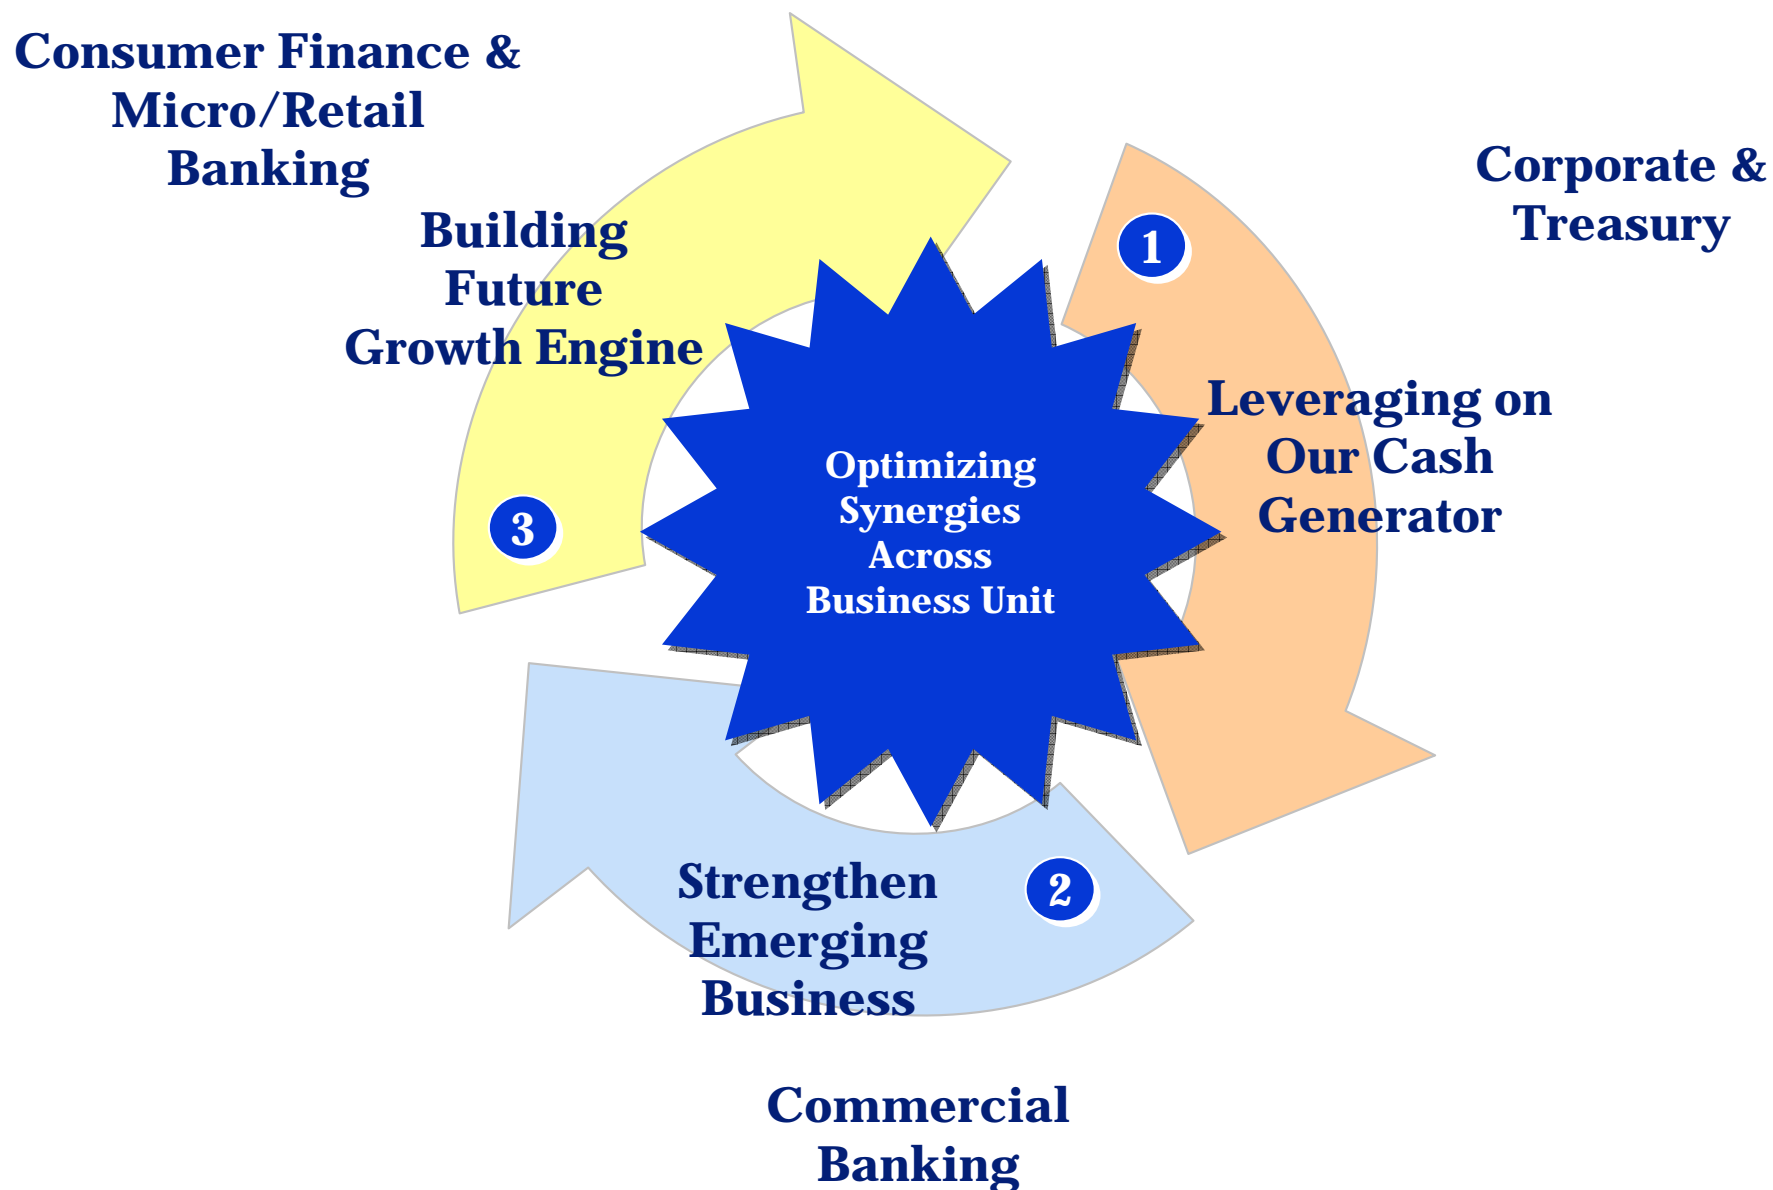 Consumer Finance &
Micro/Retail
Banking
Building
Future
Growth Engine
3
Corporate &
Treasury
1
Leveraging on
Our Cash
Generator
Optimizing
Synergies
Across
Business Unit
Strengthen
Emerging
Business
2
Commercial
Banking